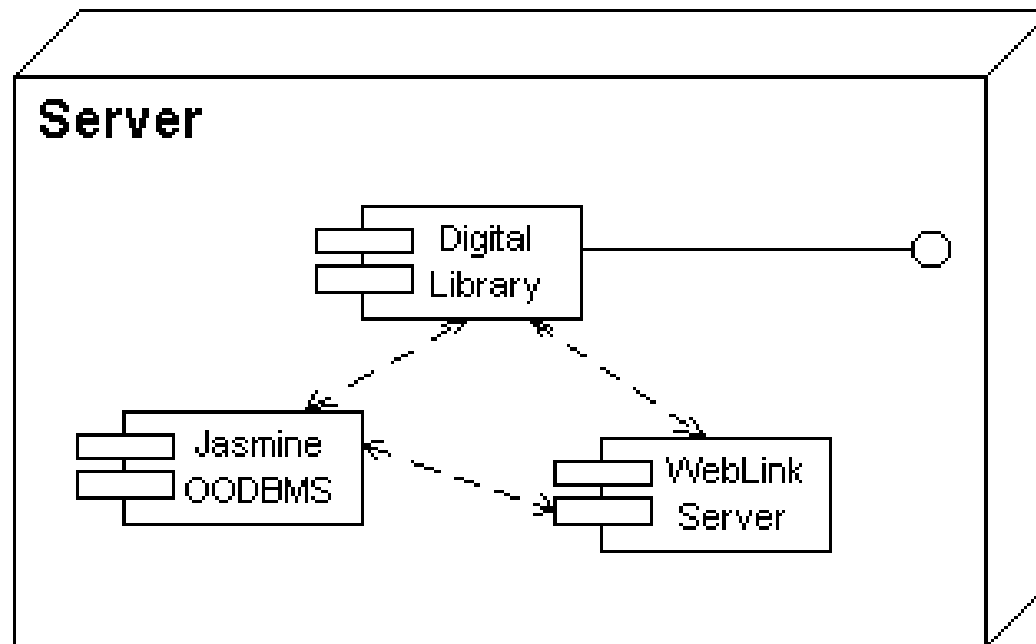 Server
Digital
Library
Jasmine
OODBMS
WebLink
Server